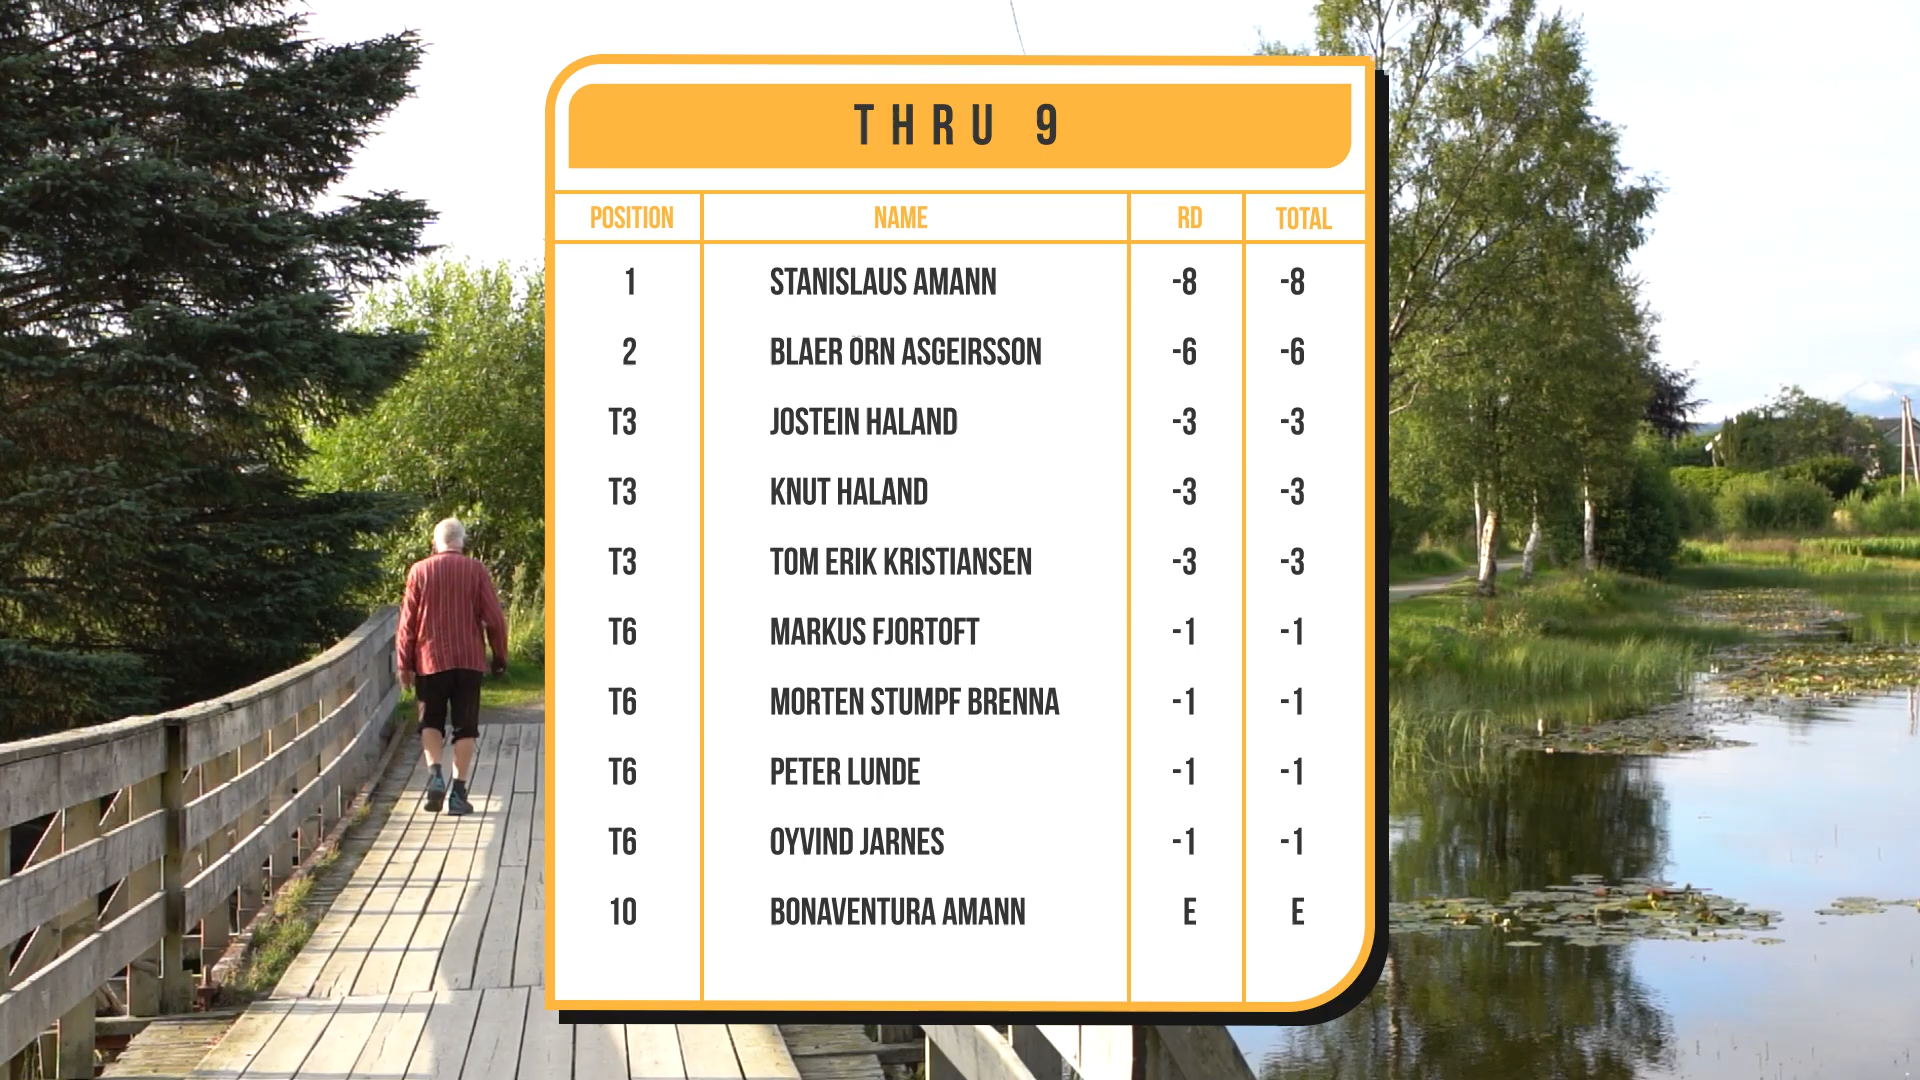 THRU 9
POSITION NAME RD TOTAL
1 STANISLAUS AMANN -8 -8
2 BLAER ÖRN ASGEIRSSON -6 -6
T3 JOSTEIN HALAND -3 -3
T3 KNUT HALAND -3 -3
T3 TOM ERIK KRISTIANSEN -3 -3
T6 MARKUS FJORTOFT -1 -1
T6 MORTEN STUMPF BRENNA -1 -1
T6 PETER LUNDE -1 -1
T6 OYVIND JARNES -1 -1
10 BONAVENTURA AMANN E E